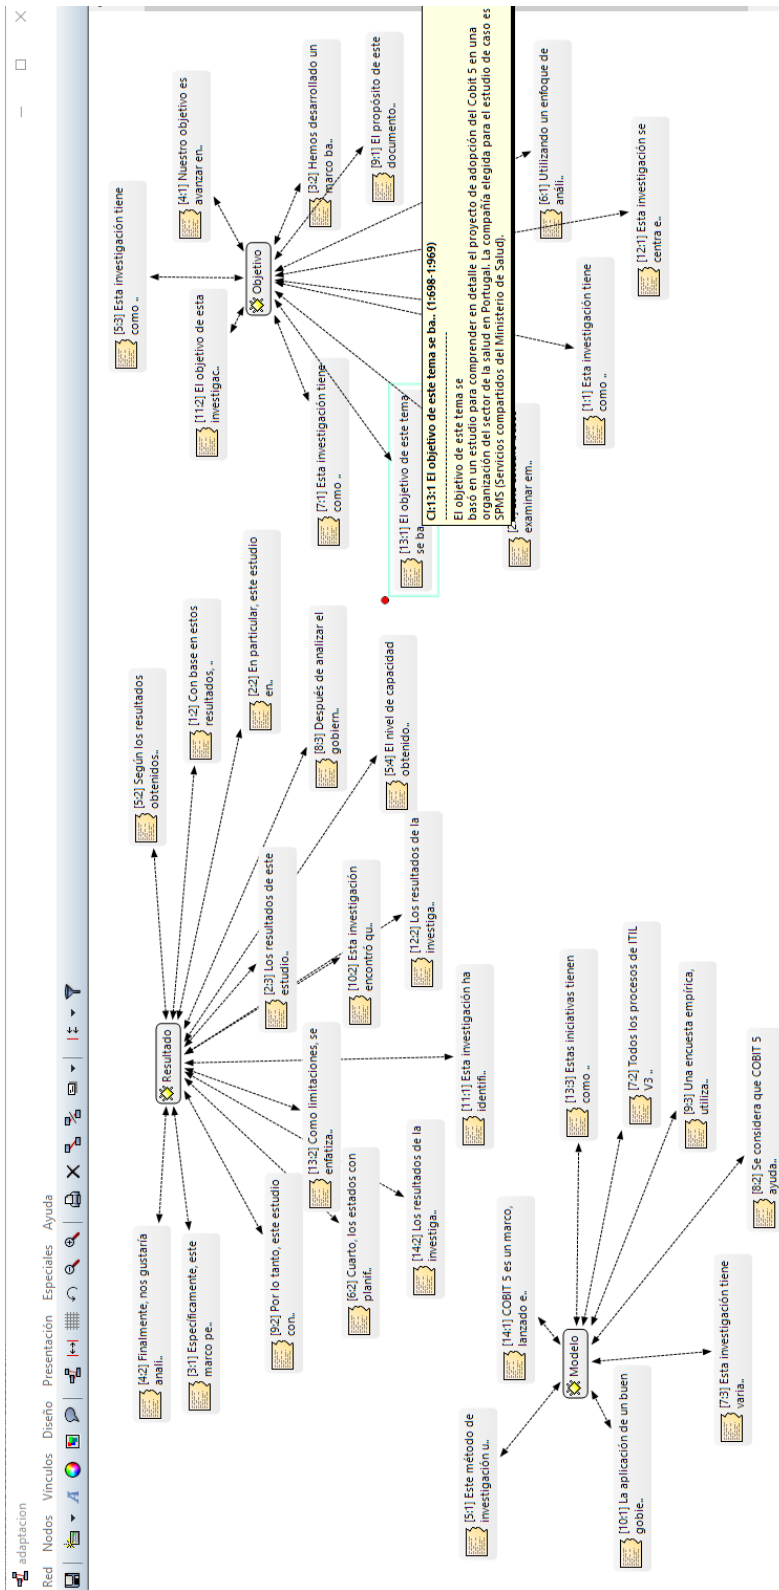 adaptacion
Red Nodos Vínculos Diseño Presentación Especiales Ayuda
[4:2] Finalmente, nos gustaría
análi..
[3:1] Específicamente, este
marco pe..
[9:2] Por lo tanto, este estudio
con..
[6:2] Cuarto, los estados con
planif..
[14:2] Los resultados de la
investiga..
[13:2] Como limitaciones, se
enfatiza..
Resultado
[5:2] Según los resultados
obtenidos..
[1:2] Con base en estos
resultados, ..
[2:2] En particular, este estudio
en..
[8:3] Después de analizar el
gobiern..
[5:4] El nivel de capacidad
obtenido..
[2:3] Los resultados de este
estudio..
[10:2] Esta investigación
encontró qu..
[12:2] Los resultados de la
investiga..
[11:1] Esta investigación ha
identifi..
[5:3] Esta investigación tiene
como ..
[4:1] Nuestro objetivo es
avanzar en..
[11:2] El objetivo de esta
investigac..
Objetivo
[3:2] Hemos desarrollado un
marco ba..
[9:1] El propósito de este
documento..
[7:1] Esta investigación tiene
como ..
[13:1] El objetivo de este tema
se ba
CI:13:1 El objetivo de este tema se ba.. (1:698-1:969)
El objetivo de este tema se
basó en un estudio para comprender en detalle el proyecto de adopción del Cobit 5 en una
organización del sector de la salud en Portugal. La compañía elegida para el estudio de caso es
SPMS (Servicios compartidos del Ministerio de Salud).
examinar em..
[6:1] Utilizando un enfoque de
análi..
[1:1] Esta investigación tiene
como ..
[12:1] Esta investigación se
centra e..
[5:1] Este método de
investigación u..
[14:1] COBIT 5 es un marco,
lanzado e..
Modelo
[10:1] La aplicación de un buen
gobie..
[7:3] Esta investigación tiene
varia..
[13:3] Estas iniciativas tienen
como ..
[7:2] Todos los procesos de ITIL
V3 ..
[9:3] Una encuesta empírica,
utiliza..
[8:2] Se considera que COBIT 5
ayuda..